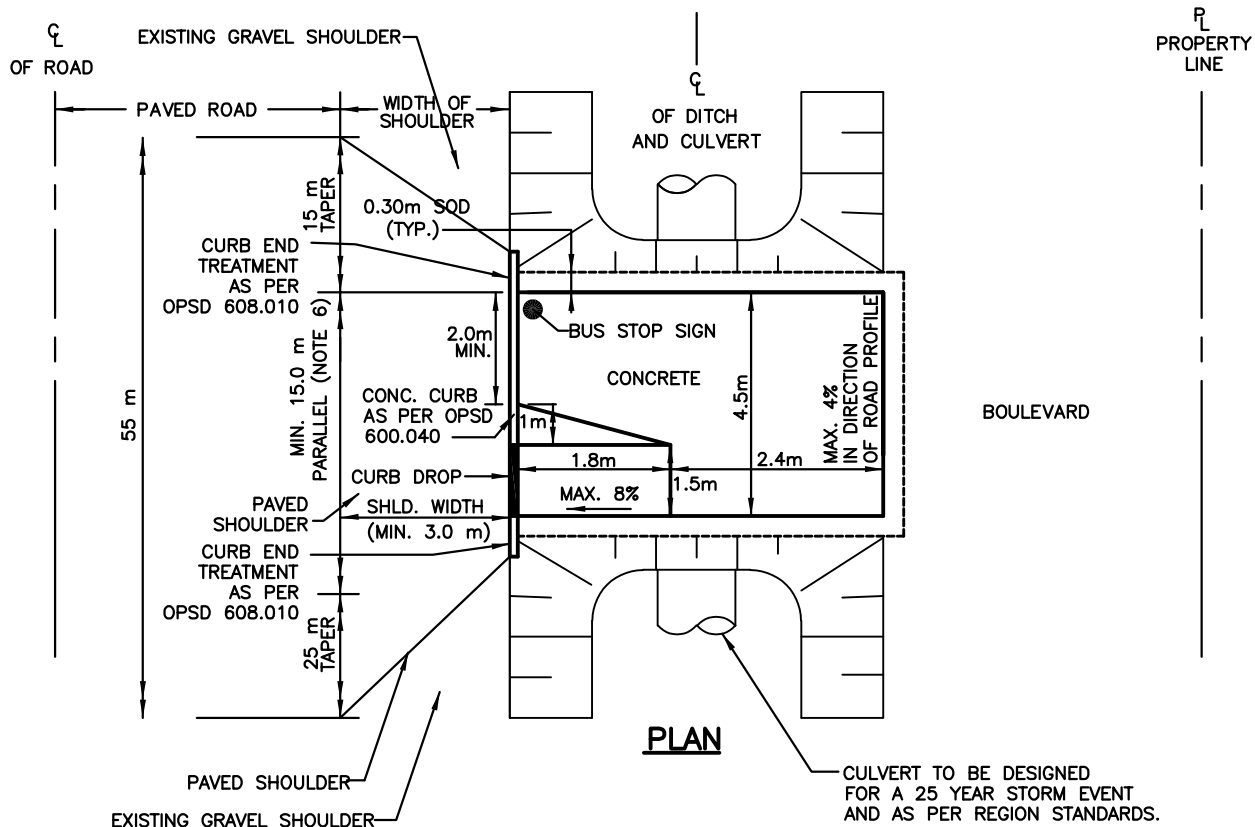 ℄
OF ROAD
EXISTING GRAVEL SHOULDER
℄
OF DITCH
AND CULVERT
PL
PROPERTY
LINE
PAVED ROAD
WIDTH OF
SHOULDER
15 m
TAPER
0.30m SOD
(TYP.)
CURB END
TREATMENT
AS PER
OPSD 608.010
55 m
MIN. 15.0 m
PARALLEL (NOTE 6)
2.0m
MIN.
BUS STOP SIGN
CONCRETE
4.5m
MAX. 4%
IN DIRECTION
OF ROAD PROFILE
BOULEVARD
CONC. CURB
AS PER OPSD
600.040
1m
1.8m
2.4m
1.5m
CURB DROP
MAX. 8%
PAVED
SHOULDER
SHLD. WIDTH
(MIN. 3.0 m)
CURB END
TREATMENT
AS PER
OPSD 608.010
25 m
TAPER
PLAN
PAVED SHOULDER
EXISTING GRAVEL SHOULDER
CULVERT TO BE DESIGNED
FOR A 25 YEAR STORM EVENT
AND AS PER REGION STANDARDS.